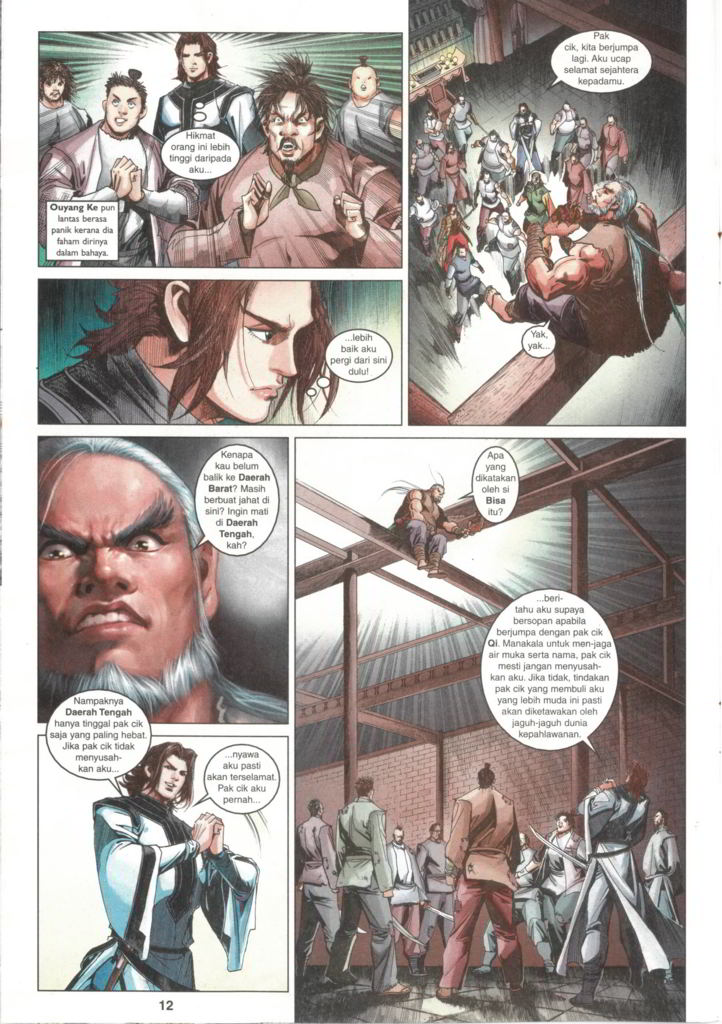 Hikmat
orang ini lebih
tinggi daripada
aku...
Ouyang Ke pun
lantas berasa
panik kerana dia
faham dirinya
dalam bahaya.
Pak
cik, kita berjumpa
lagi. Aku ucap
selamat sejahtera
kepadamu.
Yak,
yak...
...lebih
baik aku
pergi dari sini
dulu!
Kenapa
kau belum
balik ke Daerah
Barat? Masih
berbuat jahat di
sini? Ingin mati
di Daerah
Tengah,
kah?
Apa
yang
dikatakan
oleh si
Bisa
itu?
...beri-
tahu aku supaya
bersopan apabila
berjumpa dengan pak cik
Qi. Manakala untuk men-jaga
air muka serta nama, pak cik
mesti jangan menyusah-
kan aku. Jika tidak, tindakan
pak cik yang membuli aku
yang lebih muda ini pasti
akan diketawakan oleh
jaguh-jaguh dunia
kepahlawanan.
Nampaknya
Daerah Tengah
hanya tinggal pak cik
saja yang paling hebat.
Jika pak cik tidak
menyusah-
kan aku...
...nyawa
aku pasti
akan terselamat.
Pak cik aku
pernah...
12